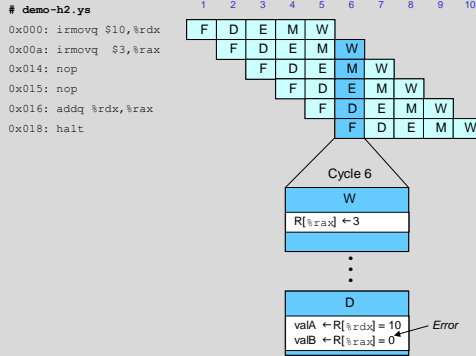 # demo-h2.ys 1 2 3 4 5 6 7 8 9 10
0x000: irmovq $10,%rdx F D E M W
0x00a: irmovq $3,%rax F D E M W
0x014: nop F D E M W
0x015: nop F D E M W
0x016: addq %rdx,%rax F D E M W
0x018: halt F D E M W
Cycle 6
W
R[%rax] ← 3
•
•
•
D
valA ← R[%rdx] = 10
valB ← R[%rax] = 0
Error